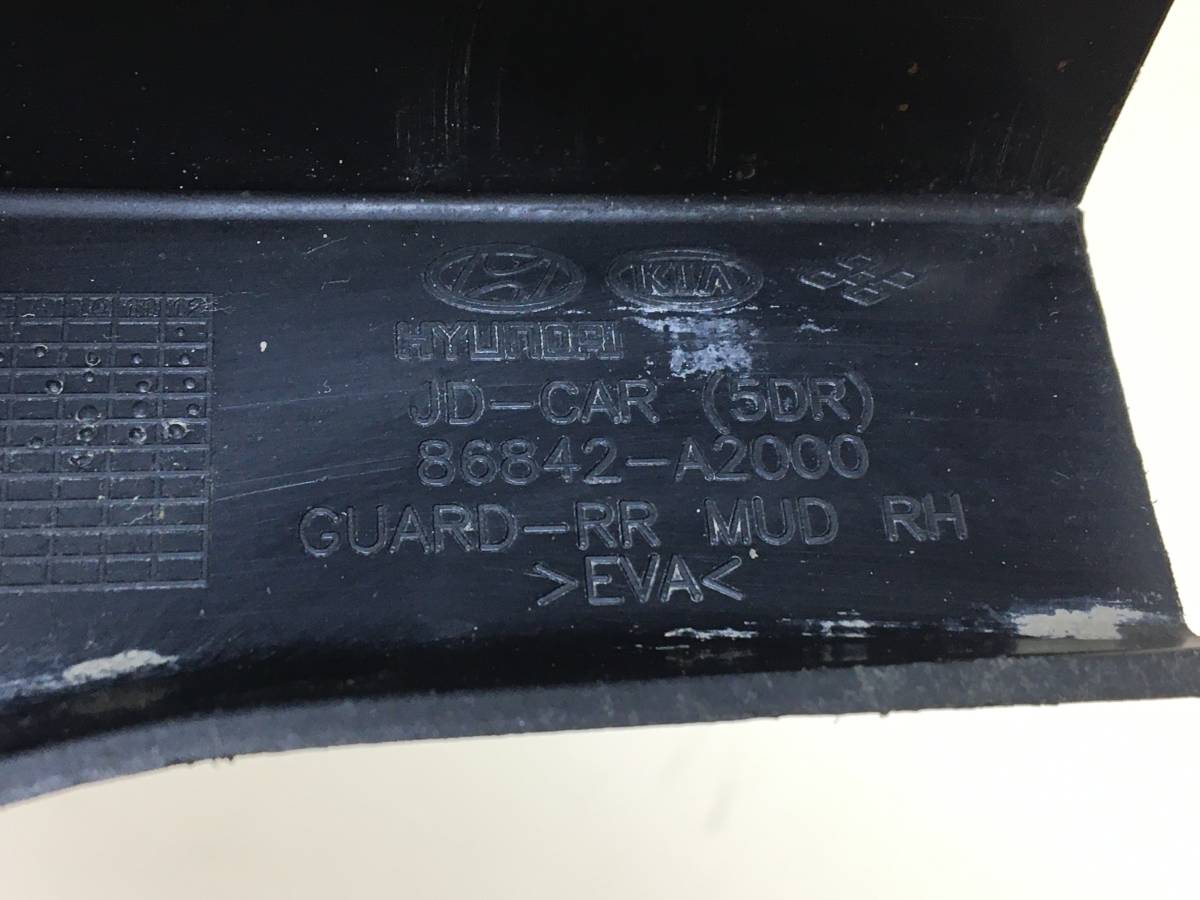 KIA
HYUNDAI
JD-CAR (5DR)
86842-A2000
GUARD-RR MUD RH
>EVA<